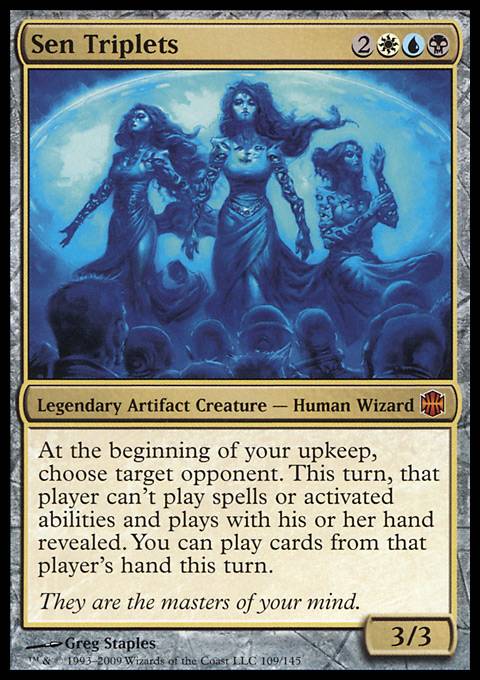 Sen Triplets 2
Legendary Artifact Creature — Human Wizard
At the beginning of your upkeep,
choose target opponent. This turn, that
player can't play spells or activated
abilities and plays with his or her hand
revealed. You can play cards from that
player's hand this turn.
They are the masters of your mind.
Greg Staples
3/3
™ & © 1993–2009 Wizards of the Coast LLC 109/145